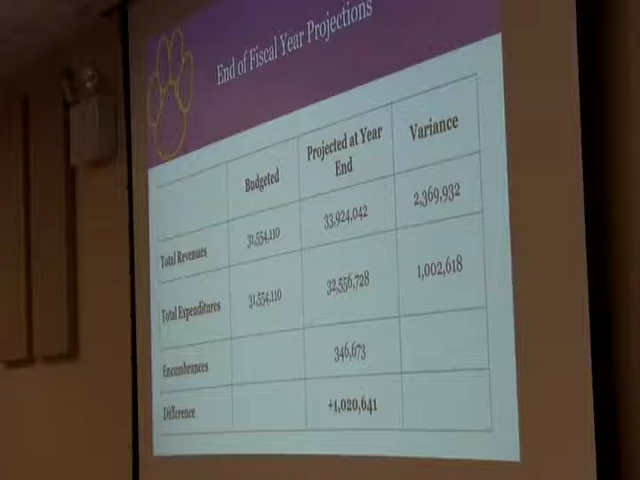 End of Fiscal Year Projections
Budgeted Projected at Year End Variance
Total Revenues 31,554,110 33,924,042 2,369,932
Total Expenditures 31,554,110 32,556,728 1,002,618
Encumbrances 346,673
Difference +1,020,641